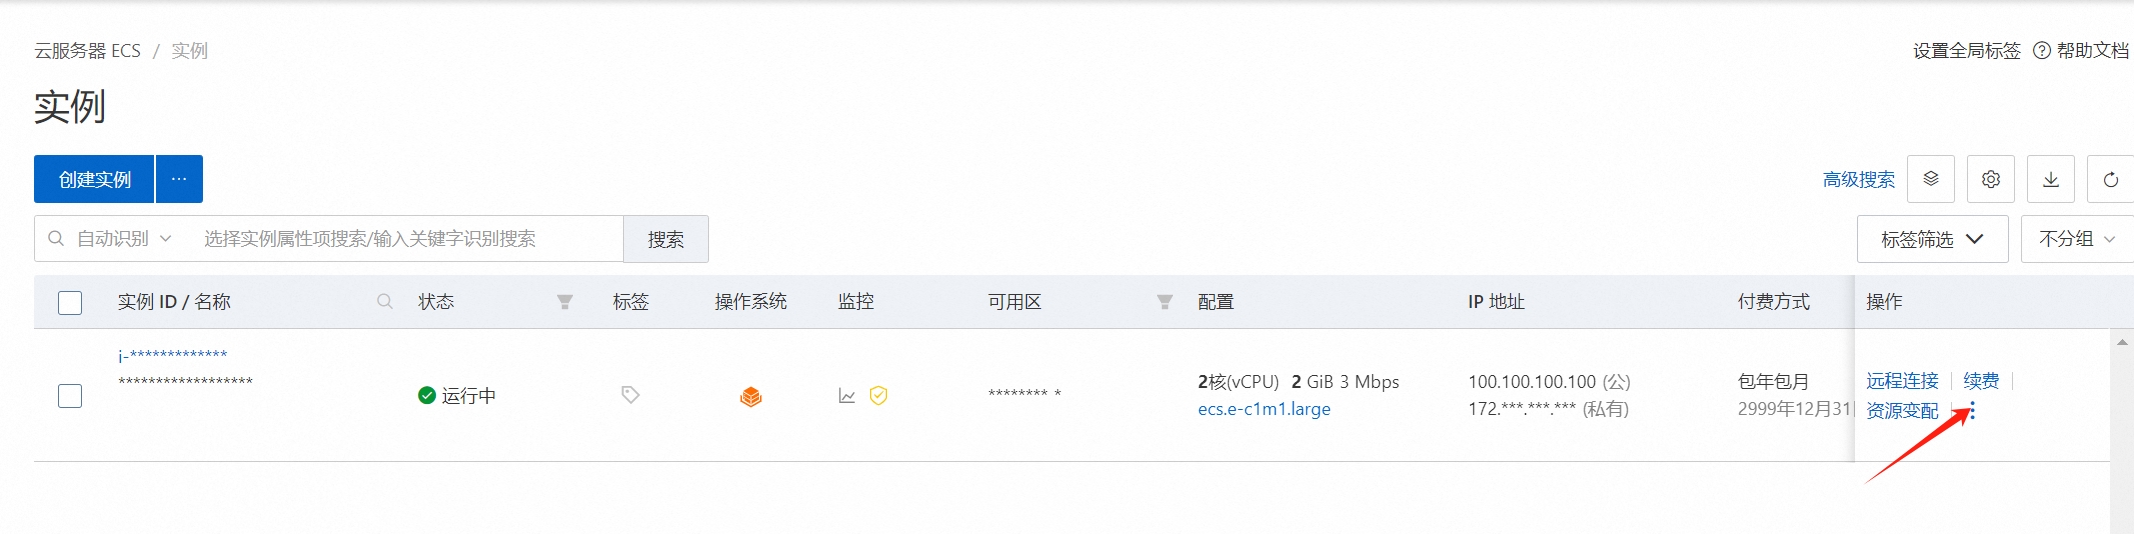 云服务器 ECS / 实例
设置全局标签 帮助文档
实例
创建实例 ···
高级搜索
自动识别 选择实例属性项搜索/输入关键字识别搜索 搜索
标签筛选 不分组
实例 ID / 名称 状态 标签 操作系统 监控 可用区 配置 IP 地址 付费方式 操作
i-*************
******************
运行中
******** *
2核(vCPU) 2 GiB 3 Mbps
ecs.e-c1m1.large
100.100.100.100 (公)
172.***.***.*** (私有)
包年包月
2999年12月31
远程连接 续费
资源变配